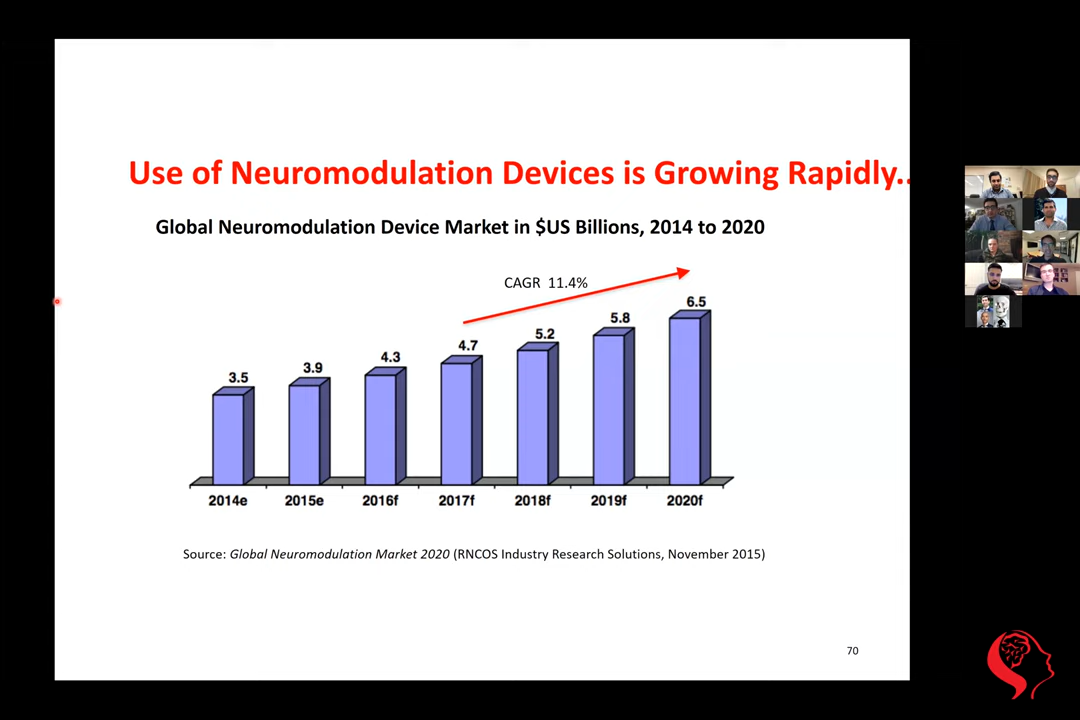 Use of Neuromodulation Devices is Growing Rapidly..
Global Neuromodulation Device Market in $US Billions, 2014 to 2020
CAGR 11.4%
3.5
3.9
4.3
4.7
5.2
5.8
6.5
2014e
2015e
2016f
2017f
2018f
2019f
2020f
Source: Global Neuromodulation Market 2020 (RNCOS Industry Research Solutions, November 2015)
70